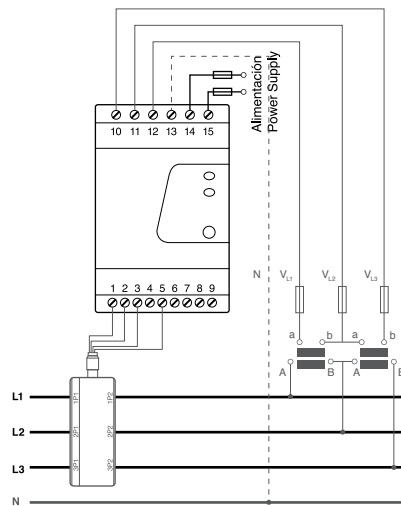 10 11 12 13 14 15
Alimentación
Power Supply
1 2 3 4 5 6 7 8 9
N VL1 VL2 VL3
a b a b
A B A B
L1 1P1 1P2
L2 2P1 2P2
L3 3P1 3P2
N